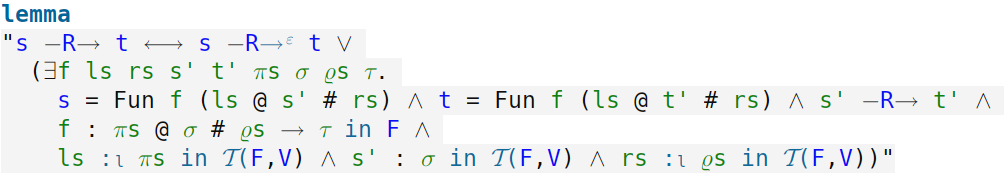 lemma
"s —R→ t ⟷ s —R→ᵋ t ∨
(∃f ls rs s' t' πs σ ϱs τ.
s = Fun f (ls @ s' # rs) ∧ t = Fun f (ls @ t' # rs) ∧ s' —R→ t' ∧
f : πs @ σ # ϱs → τ in F ∧
ls :ₗ πs in 𝒯(F,V) ∧ s' : σ in 𝒯(F,V) ∧ rs :ₗ ϱs in 𝒯(F,V))"